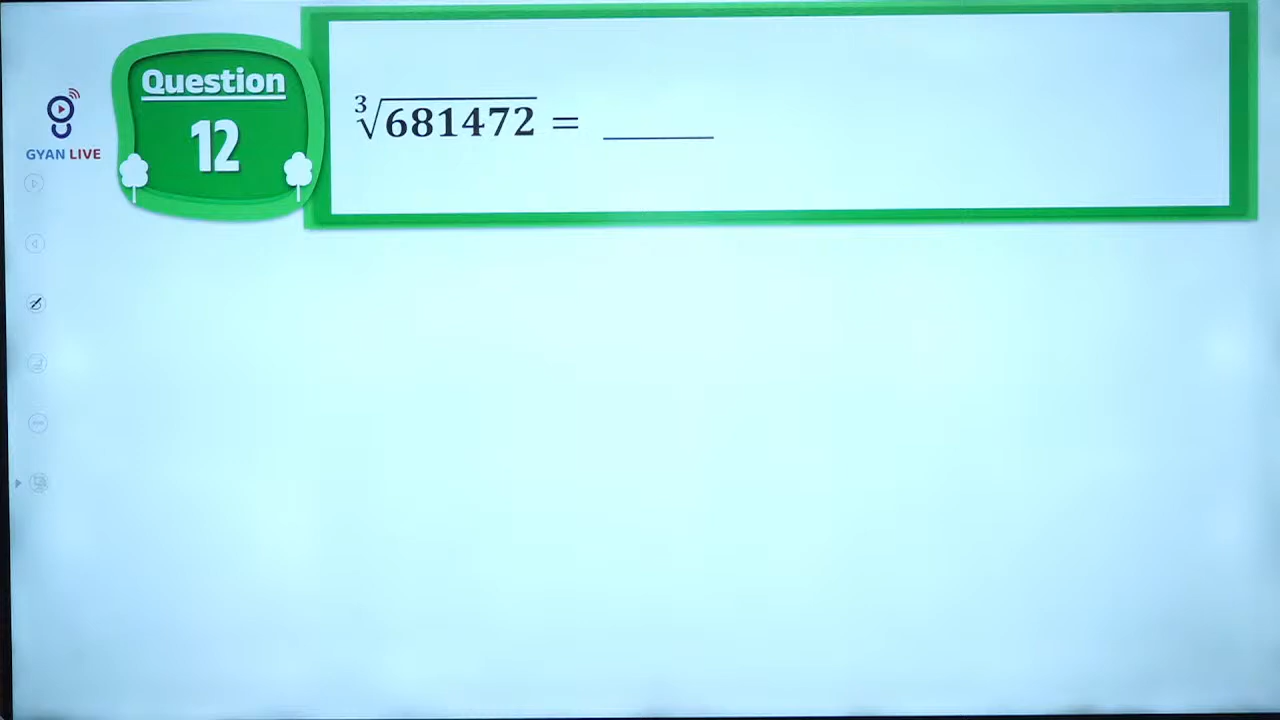 Question
12
GYAN LIVE
∛681472 = ______